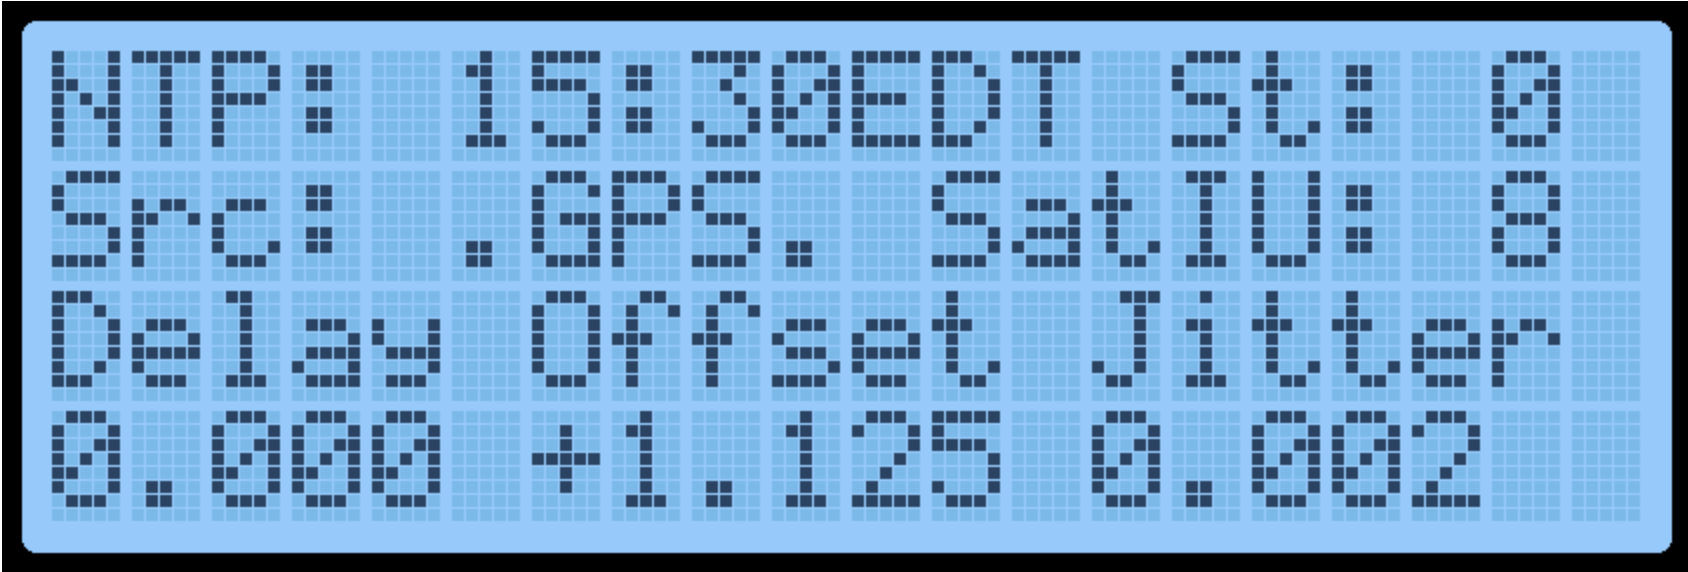 NTP: 15:30EDT St: 0
Src: .GPS. SatIU: 8
Delay Offset Jitter
0.000 +1.125 0.002